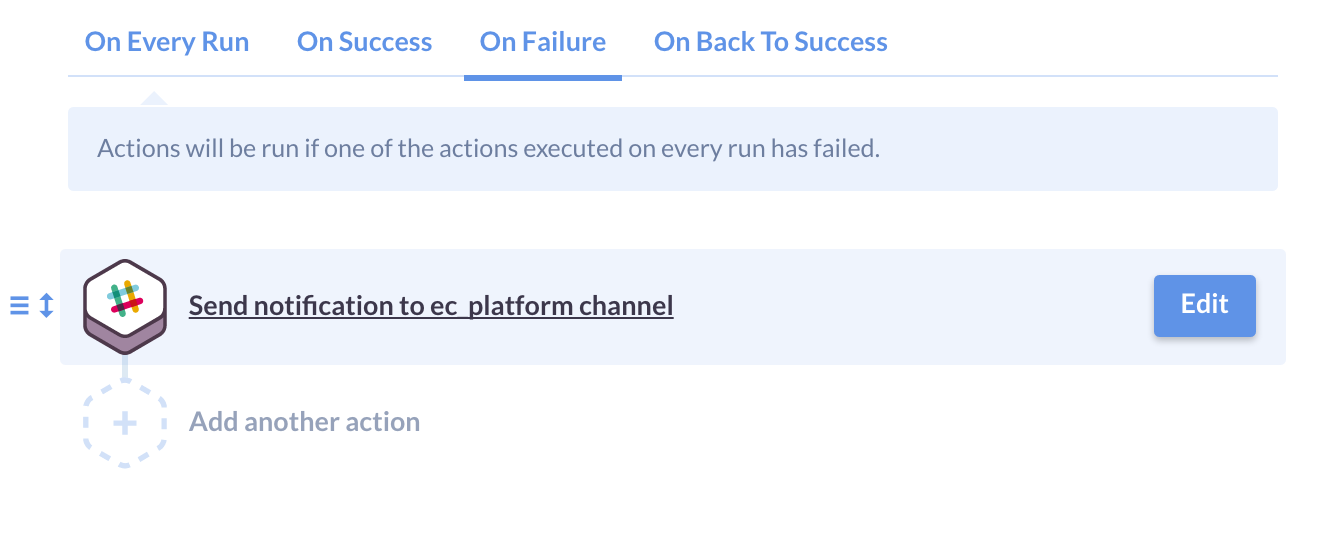 On Every Run On Success On Failure On Back To Success
Actions will be run if one of the actions executed on every run has failed.
Send notification to ec_platform channel
Edit
Add another action